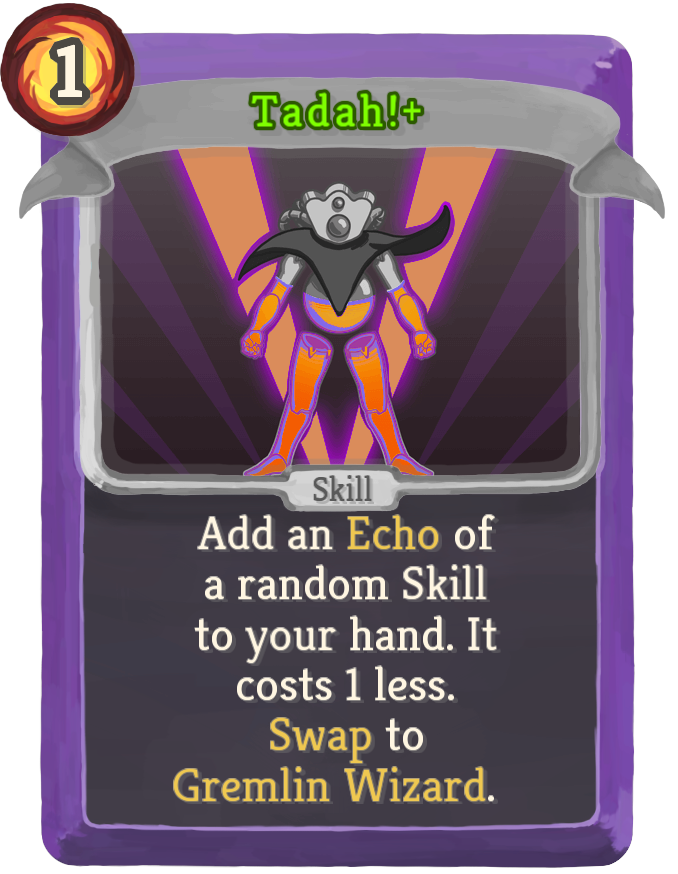 1
Tadah!+
Skill
Add an Echo of
a random Skill
to your hand. It
costs 1 less.
Swap to
Gremlin Wizard.